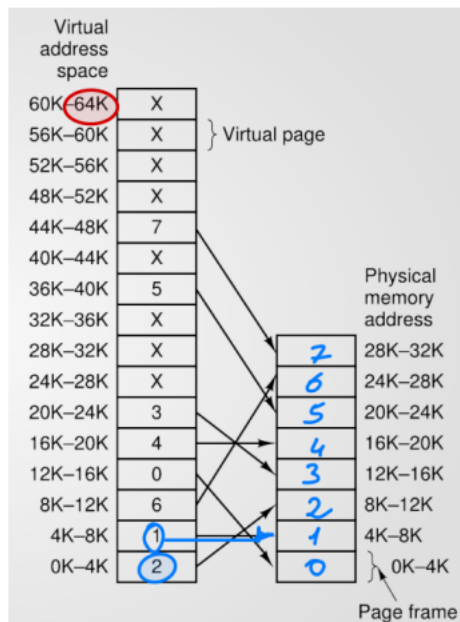 Virtual
address
space
60K–64K X
56K–60K X } Virtual page
52K–56K X
48K–52K X
44K–48K 7
40K–44K X
36K–40K 5
Physical
memory
address
32K–36K X
28K–32K X 7 28K–32K
24K–28K X 6 24K–28K
20K–24K 3 5 20K–24K
16K–20K 4 4 16K–20K
12K–16K 0 3 12K–16K
8K–12K 6 2 8K–12K
4K–8K 1 1 4K–8K
0K–4K 2 0 } 0K–4K
Page frame